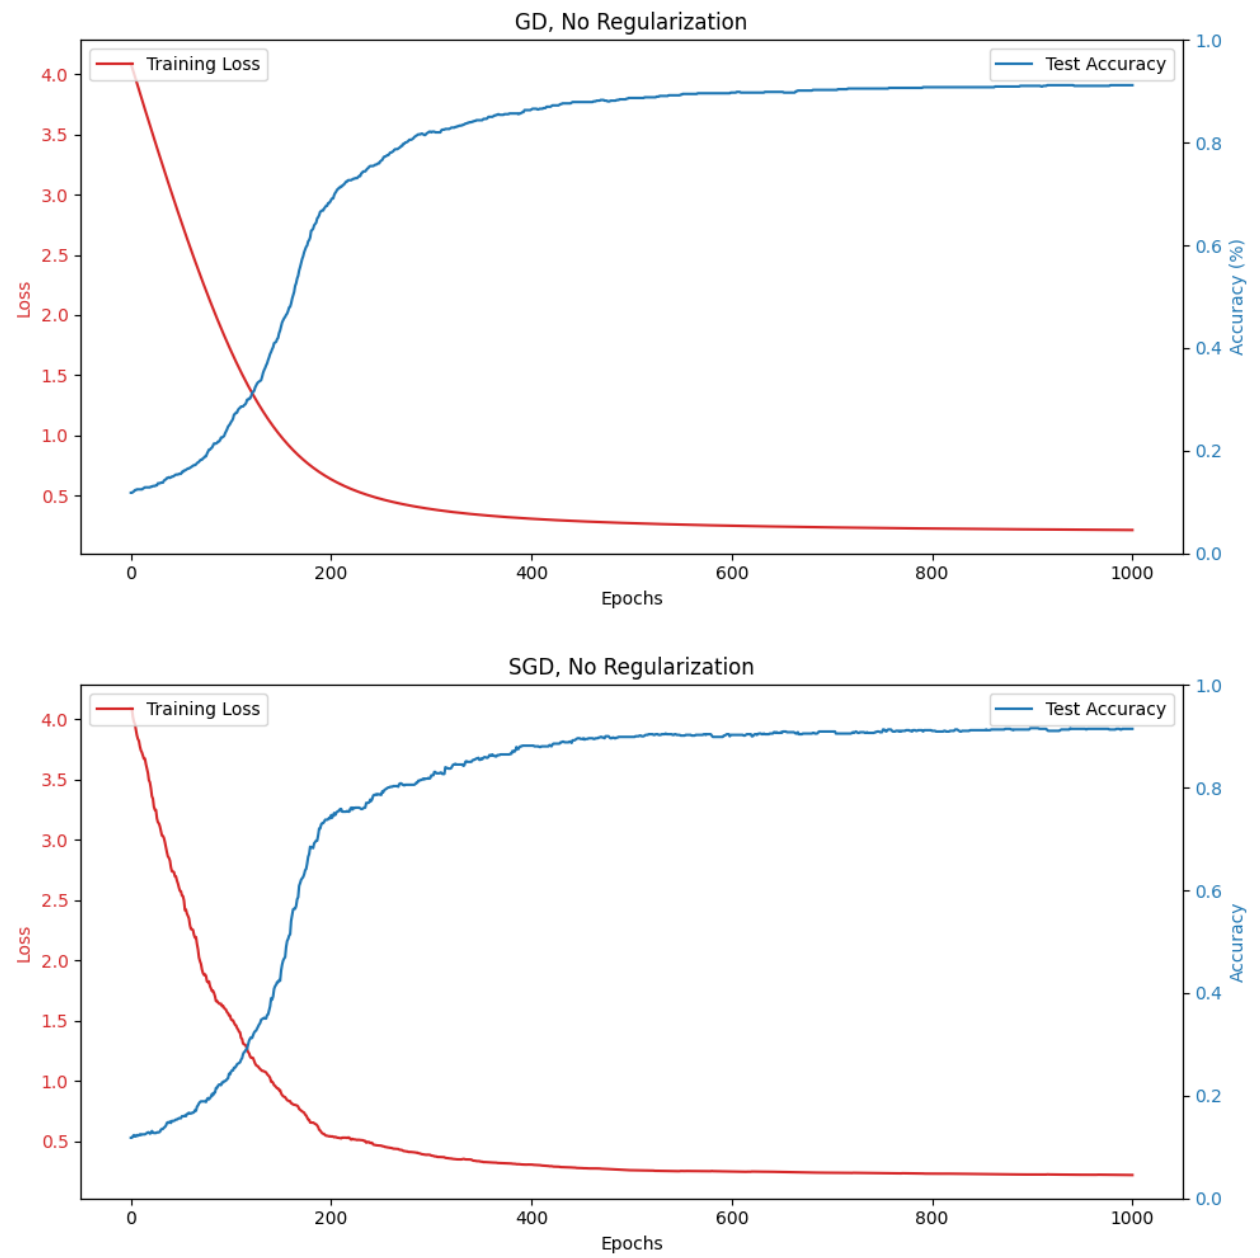 GD, No Regularization
Training Loss
Test Accuracy
4.0
3.5
3.0
2.5
2.0
1.5
1.0
0.5
Loss
1.0
0.8
0.6
0.4
0.2
0.0
Accuracy (%)
0 200 400 600 800 1000
Epochs
SGD, No Regularization
Training Loss
Test Accuracy
4.0
3.5
3.0
2.5
2.0
1.5
1.0
0.5
Loss
1.0
0.8
0.6
0.4
0.2
0.0
Accuracy
0 200 400 600 800 1000
Epochs